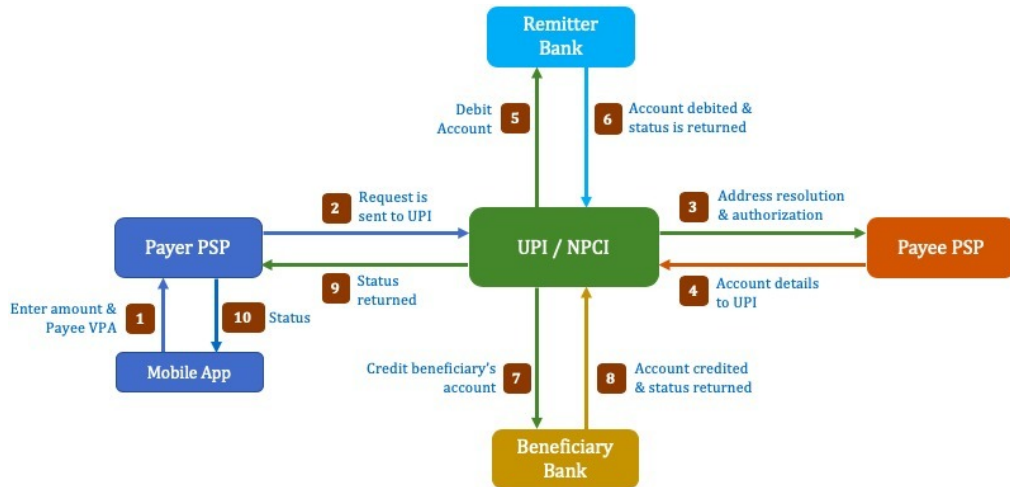 Remitter
Bank
Debit
Account
5
6
Account debited &
status is returned
2
Request is
sent to UPI
3
Address resolution
& authorization
Payer PSP
UPI / NPCI
Payee PSP
9
Status
returned
4
Account details
to UPI
Enter amount &
Payee VPA
1
10
Status
Mobile App
Credit beneficiary's
account
7
8
Account credited
& status returned
Beneficiary
Bank